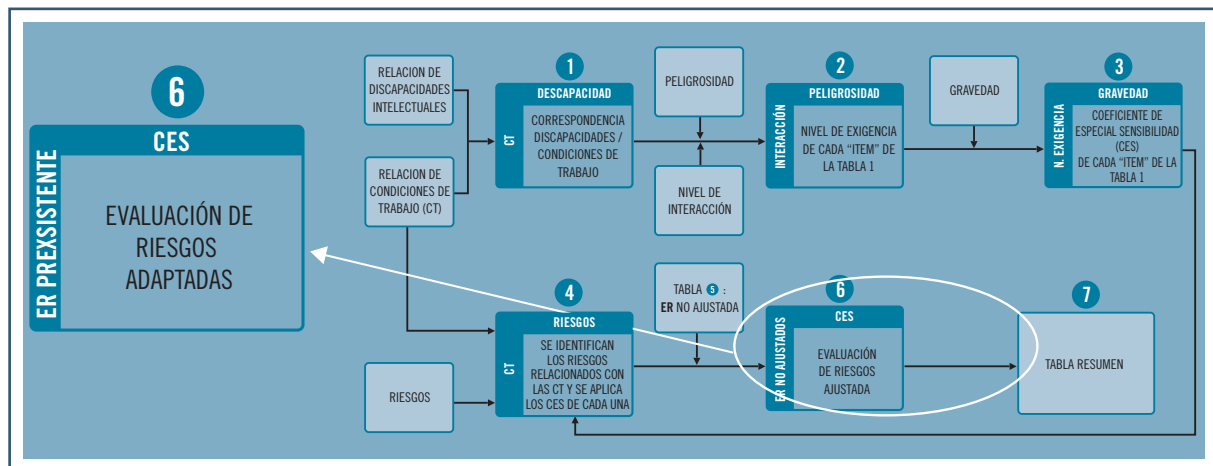 6
CES
ER PREXSISTENTE
EVALUACIÓN DE
RIESGOS
ADAPTADAS
RELACION DE
DISCAPACIDADES
INTELECTUALES
RELACION DE
CONDICIONES DE
TRABAJO (CT)
1
DESCAPACIDAD
CT
CORRESPONDENCIA
DISCAPACIDADES /
CONDICIONES DE
TRABAJO
PELIGROSIDAD
NIVEL DE
INTERACCIÓN
2
PELIGROSIDAD
INTERACCIÓN
NIVEL DE EXIGENCIA
DE CADA “ITEM” DE
LA TABLA 1
GRAVEDAD
3
GRAVEDAD
N. EXIGENCIA
COEFICIENTE DE
ESPECIAL SENSIBILIDAD
(CES)
DE CADA “ITEM” DE LA
TABLA 1
RIESGOS
4
RIESGOS
CT
SE IDENTIFICAN
LOS RIESGOS
RELACIONADOS CON
LAS CT Y SE APLICA
LOS CES DE CADA UNA
TABLA 5 :
ER NO AJUSTADA
6
CES
ER NO AJUSTADOS
EVALUACIÓN
DE RIESGOS
AJUSTADA
7
TABLA RESUMEN